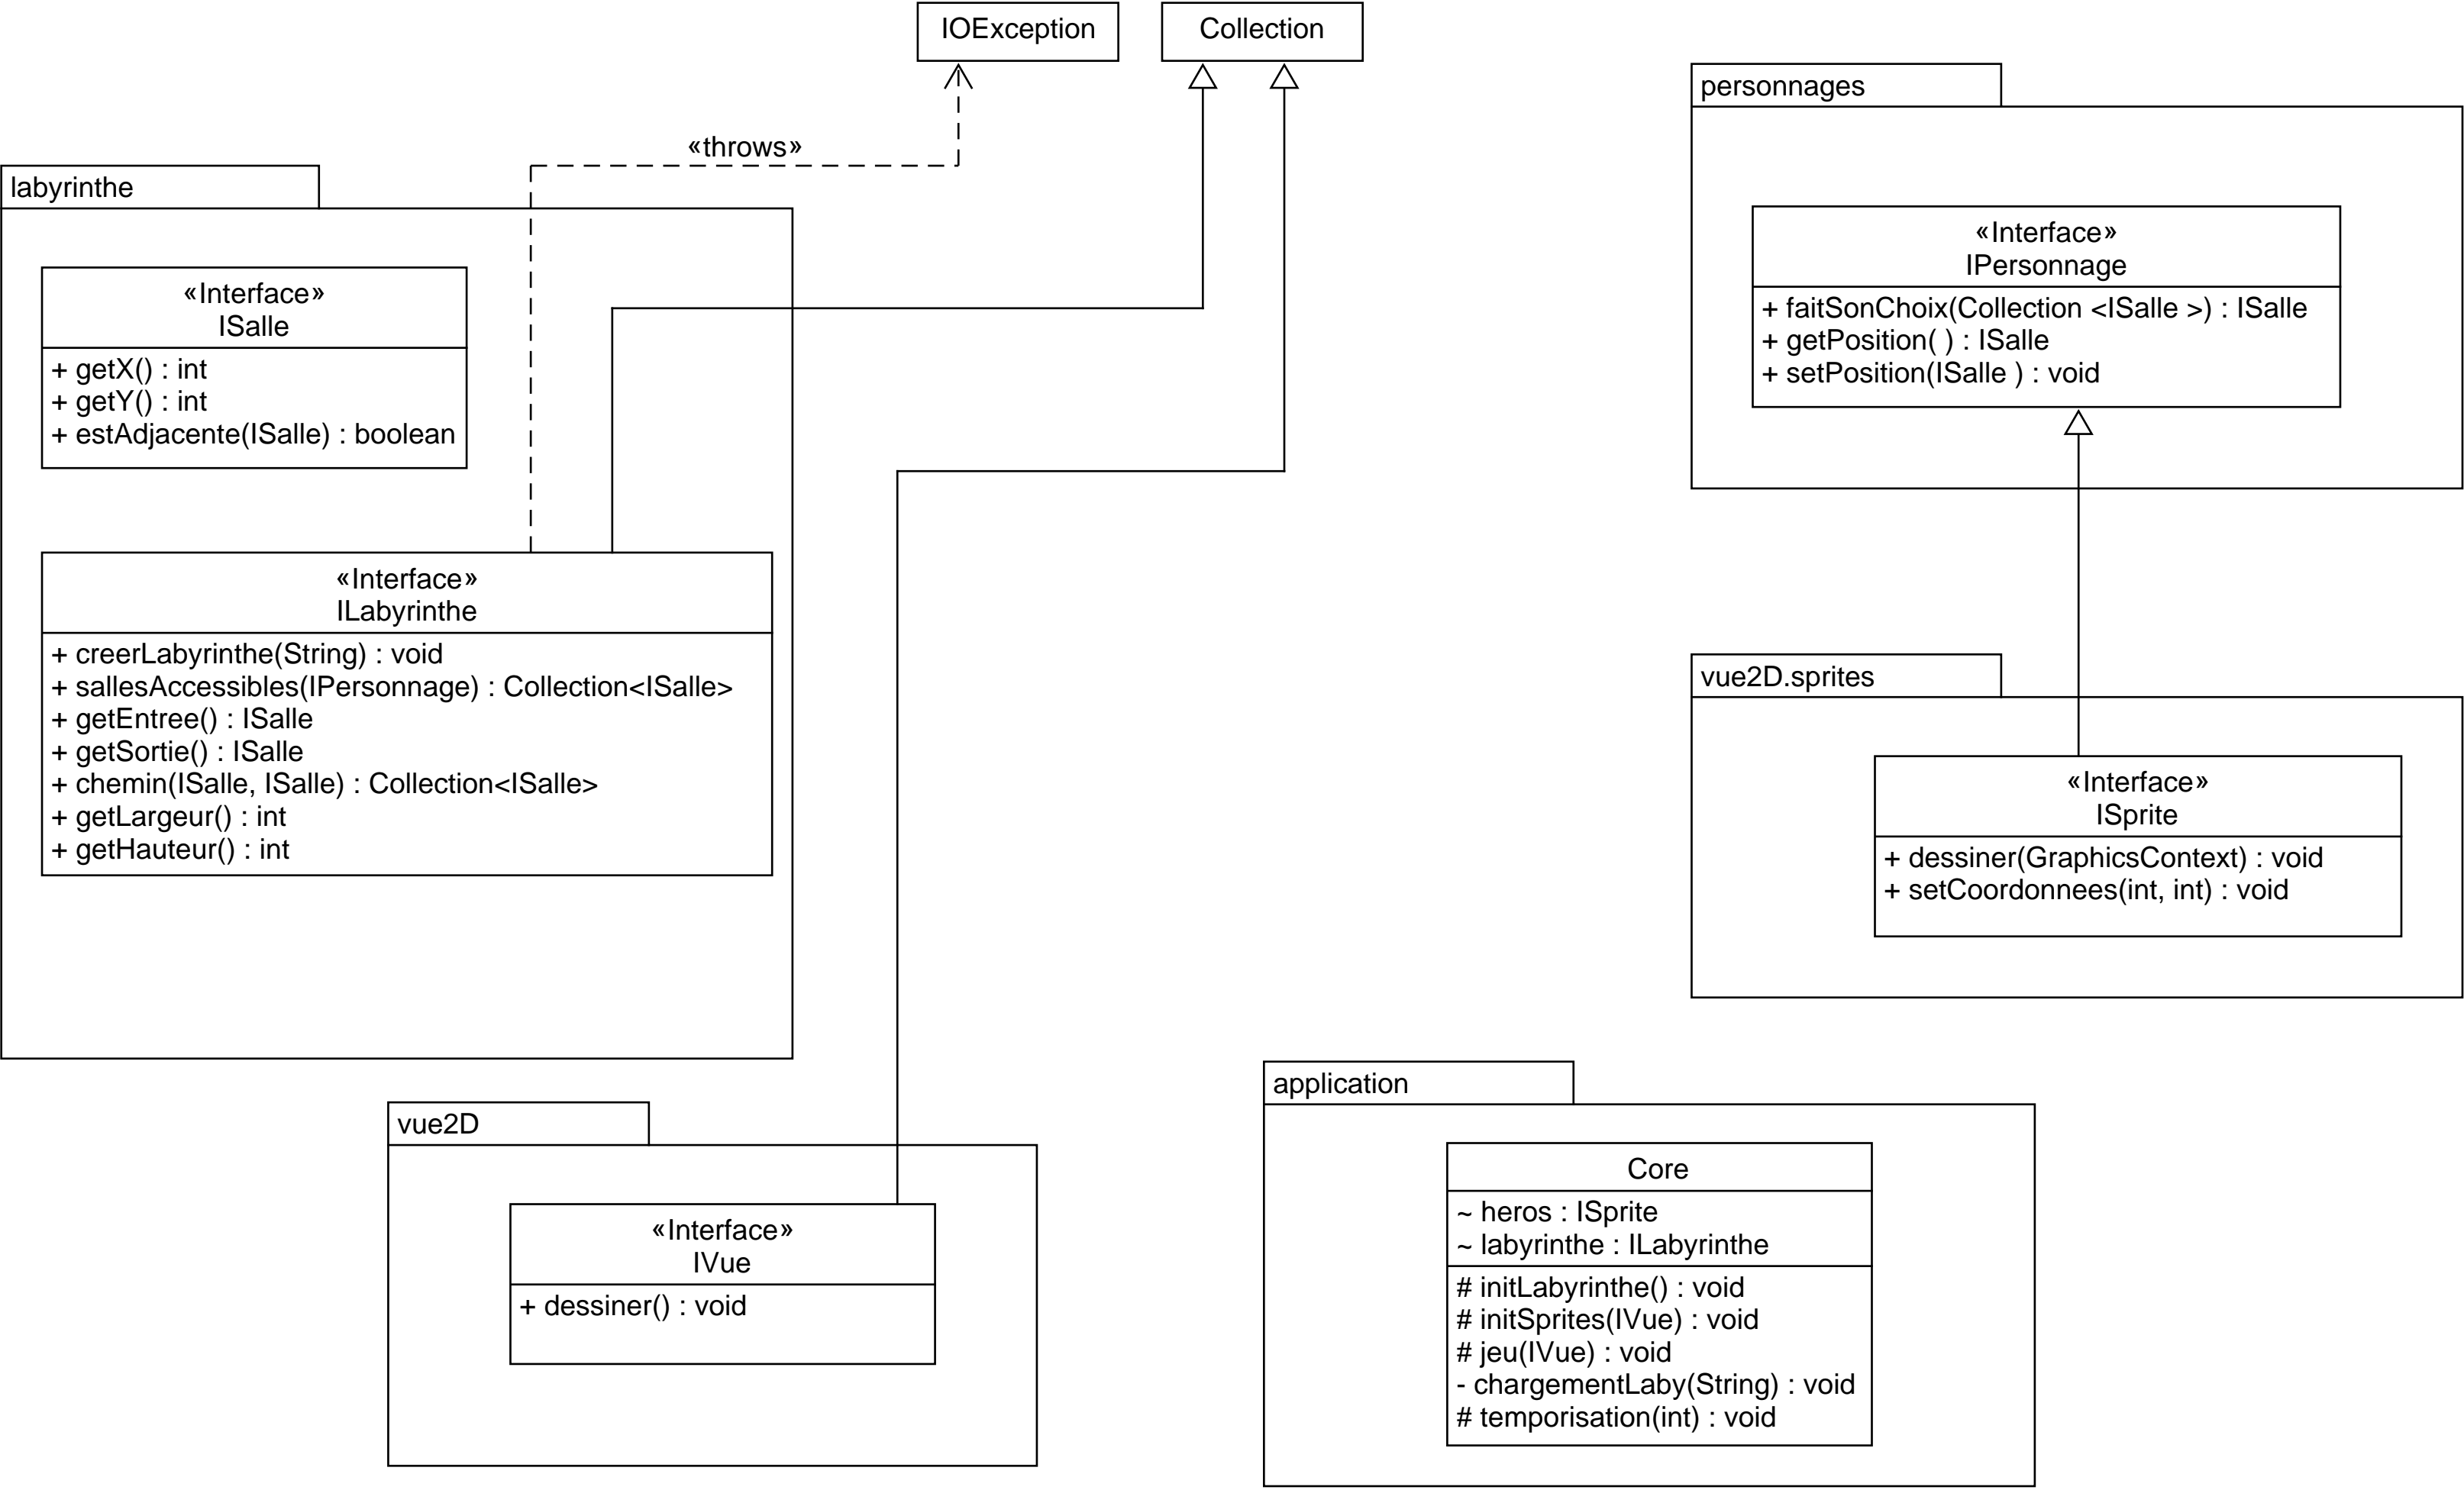 IOException
Collection
«throws»
labyrinthe
«Interface»
ISalle
+ getX() : int
+ getY() : int
+ estAdjacente(ISalle) : boolean
«Interface»
ILabyrinthe
+ creerLabyrinthe(String) : void
+ sallesAccessibles(IPersonnage) : Collection<ISalle>
+ getEntree() : ISalle
+ getSortie() : ISalle
+ chemin(ISalle, ISalle) : Collection<ISalle>
+ getLargeur() : int
+ getHauteur() : int
personnages
«Interface»
IPersonnage
+ faitSonChoix(Collection <ISalle >) : ISalle
+ getPosition( ) : ISalle
+ setPosition(ISalle ) : void
vue2D.sprites
«Interface»
ISprite
+ dessiner(GraphicsContext) : void
+ setCoordonnees(int, int) : void
vue2D
«Interface»
IVue
+ dessiner() : void
application
Core
~ heros : ISprite
~ labyrinthe : ILabyrinthe
# initLabyrinthe() : void
# initSprites(IVue) : void
# jeu(IVue) : void
- chargementLaby(String) : void
# temporisation(int) : void